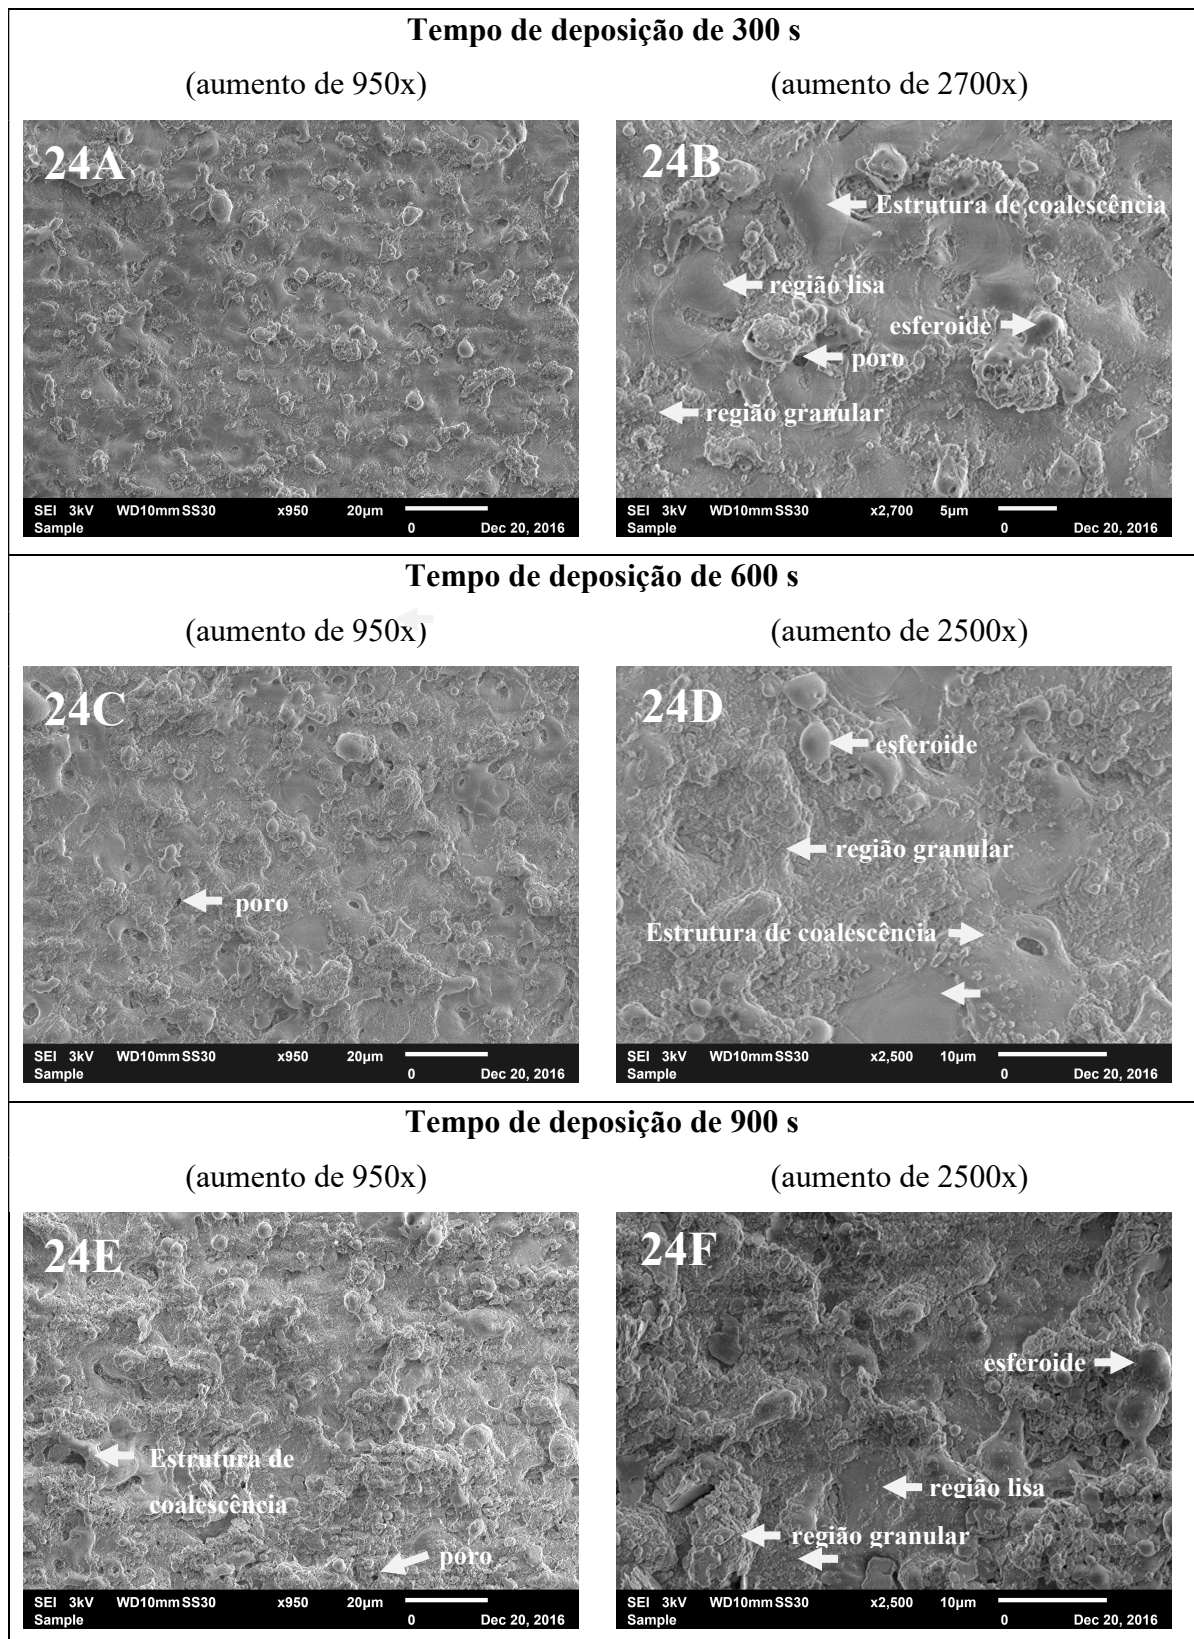 Tempo de deposição de 300 s
(aumento de 950x)
(aumento de 2700x)
24A
24B
Estrutura de coalescência
região lisa
esferoide
poro
região granular
SEI 3kV WD10mm SS30 x950 20µm
Sample 0 Dec 20, 2016
SEI 3kV WD10mm SS30 x2,700 5µm
Sample 0 Dec 20, 2016
Tempo de deposição de 600 s
(aumento de 950x)
(aumento de 2500x)
24C
poro
24D
esferoide
região granular
Estrutura de coalescência
SEI 3kV WD10mm SS30 x950 20µm
Sample 0 Dec 20, 2016
SEI 3kV WD10mm SS30 x2,500 10µm
Sample 0 Dec 20, 2016
Tempo de deposição de 900 s
(aumento de 950x)
(aumento de 2500x)
24E
Estrutura de
coalescência
poro
24F
esferoide
região lisa
região granular
SEI 3kV WD10mm SS30 x950 20µm
Sample 0 Dec 20, 2016
SEI 3kV WD10mm SS30 x2,500 10µm
Sample 0 Dec 20, 2016